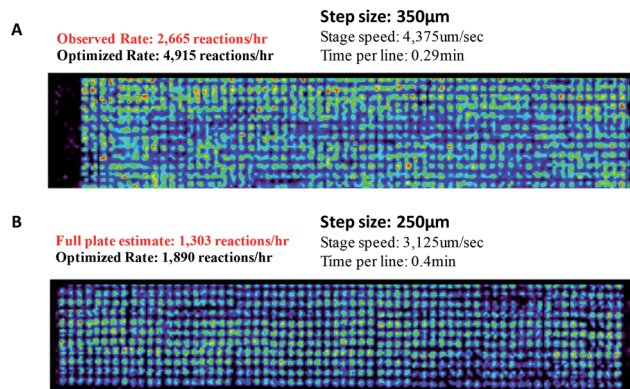 A
Observed Rate: 2,665 reactions/hr
Optimized Rate: 4,915 reactions/hr
Step size: 350µm
Stage speed: 4,375um/sec
Time per line: 0.29min
B
Full plate estimate: 1,303 reactions/hr
Optimized Rate: 1,890 reactions/hr
Step size: 250µm
Stage speed: 3,125um/sec
Time per line: 0.4min